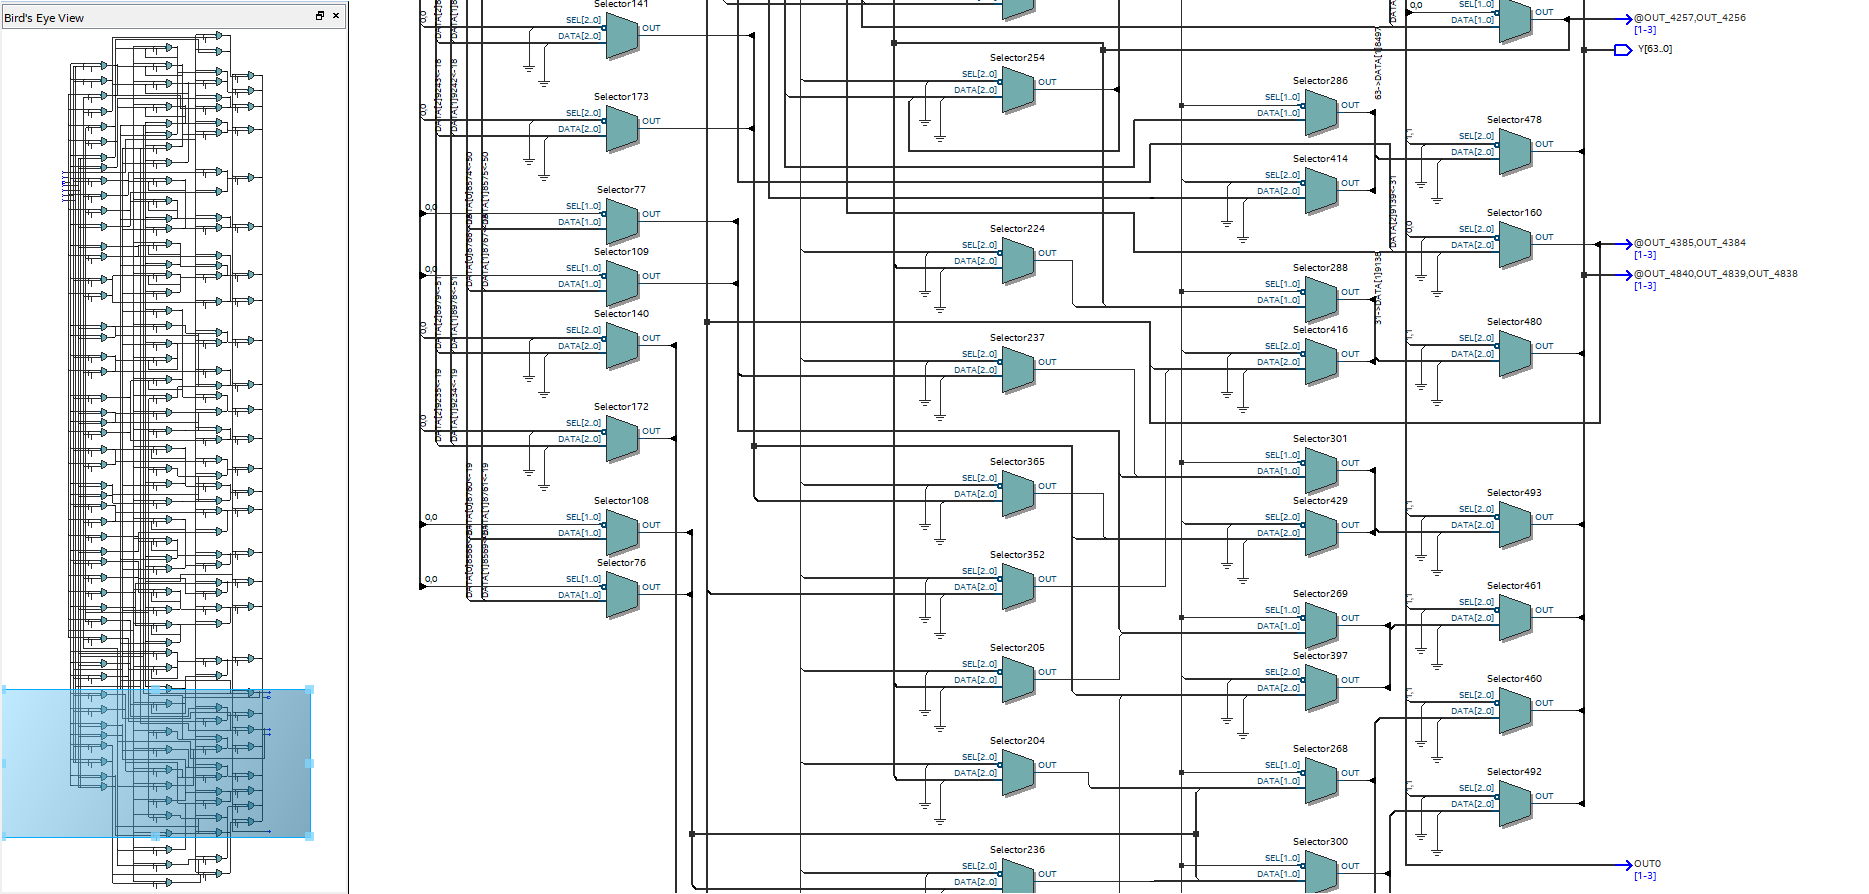 Bird's Eye View
Selector141
SEL[2..0]
DATA[2..0]
OUT
Selector173
SEL[2..0]
DATA[2..0]
OUT
Selector77
0,0
SEL[1..0]
DATA[1..0]
OUT
Selector109
0,0
SEL[1..0]
DATA[1..0]
OUT
Selector140
SEL[2..0]
DATA[2..0]
OUT
Selector172
SEL[2..0]
DATA[2..0]
OUT
Selector108
0,0
SEL[1..0]
DATA[1..0]
OUT
Selector76
0,0
SEL[1..0]
DATA[1..0]
OUT
Selector254
SEL[2..0]
DATA[2..0]
OUT
Selector224
SEL[2..0]
DATA[2..0]
OUT
Selector237
SEL[2..0]
DATA[2..0]
OUT
Selector365
SEL[2..0]
DATA[2..0]
OUT
Selector352
SEL[2..0]
DATA[2..0]
OUT
Selector205
SEL[2..0]
DATA[2..0]
OUT
Selector204
SEL[2..0]
DATA[2..0]
OUT
Selector236
SEL[2..0]
DATA[2..0]
OUT
Selector286
SEL[1..0]
DATA[1..0]
OUT
Selector414
SEL[2..0]
DATA[2..0]
OUT
Selector288
SEL[1..0]
DATA[1..0]
OUT
Selector416
SEL[2..0]
DATA[2..0]
OUT
Selector301
SEL[1..0]
DATA[1..0]
OUT
Selector429
SEL[2..0]
DATA[2..0]
OUT
Selector269
SEL[1..0]
DATA[1..0]
OUT
Selector397
SEL[2..0]
DATA[2..0]
OUT
Selector268
SEL[1..0]
DATA[1..0]
OUT
Selector300
SEL[1..0]
DATA[1..0]
OUT
0,0
SEL[1..0]
DATA[1..0]
OUT
Selector478
SEL[2..0]
DATA[2..0]
OUT
Selector160
SEL[2..0]
DATA[2..0]
OUT
Selector480
SEL[2..0]
DATA[2..0]
OUT
Selector493
SEL[2..0]
DATA[2..0]
OUT
Selector461
SEL[2..0]
DATA[2..0]
OUT
Selector460
SEL[2..0]
DATA[2..0]
OUT
Selector492
SEL[2..0]
DATA[2..0]
OUT
@OUT_4257,OUT_4256
[1-3]
Y[63..0]
@OUT_4385,OUT_4384
[1-3]
@OUT_4840,OUT_4839,OUT_4838
[1-3]
OUT0
[1-3]